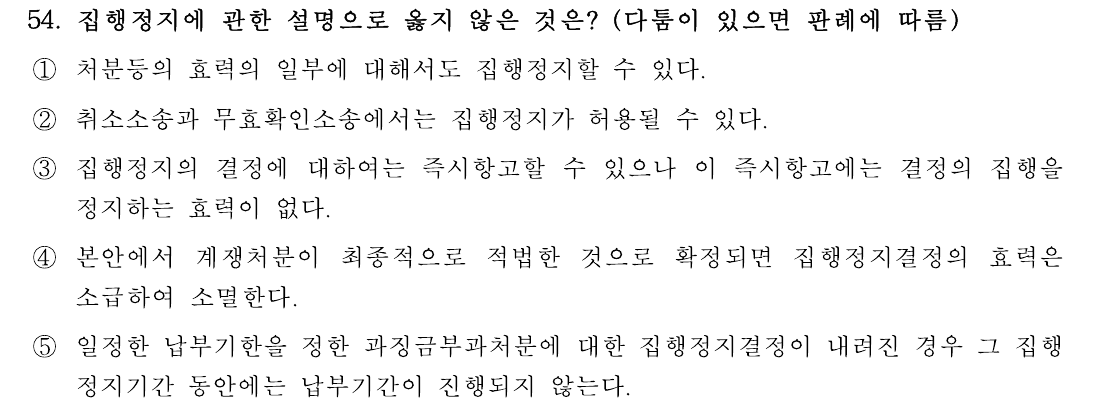 54. 집행정지에 관한 설명으로 옳지 않은 것은? (다툼이 있으면 판례에 따름)
① 처분등의 효력의 일부에 대해서도 집행정지할 수 있다.
② 취소소송과 무효확인소송에서는 집행정지가 허용될 수 있다.
③ 집행정지의 결정에 대하여는 즉시항고할 수 있으나 이 즉시항고에는 결정의 집행을
정지하는 효력이 없다.
④ 본안에서 계쟁처분이 최종적으로 적법한 것으로 확정되면 집행정지결정의 효력은
소급하여 소멸한다.
⑤ 일정한 납부기한을 정한 과징금부과처분에 대한 집행정지결정이 내려진 경우 그 집행
정지기간 동안에는 납부기간이 진행되지 않는다.